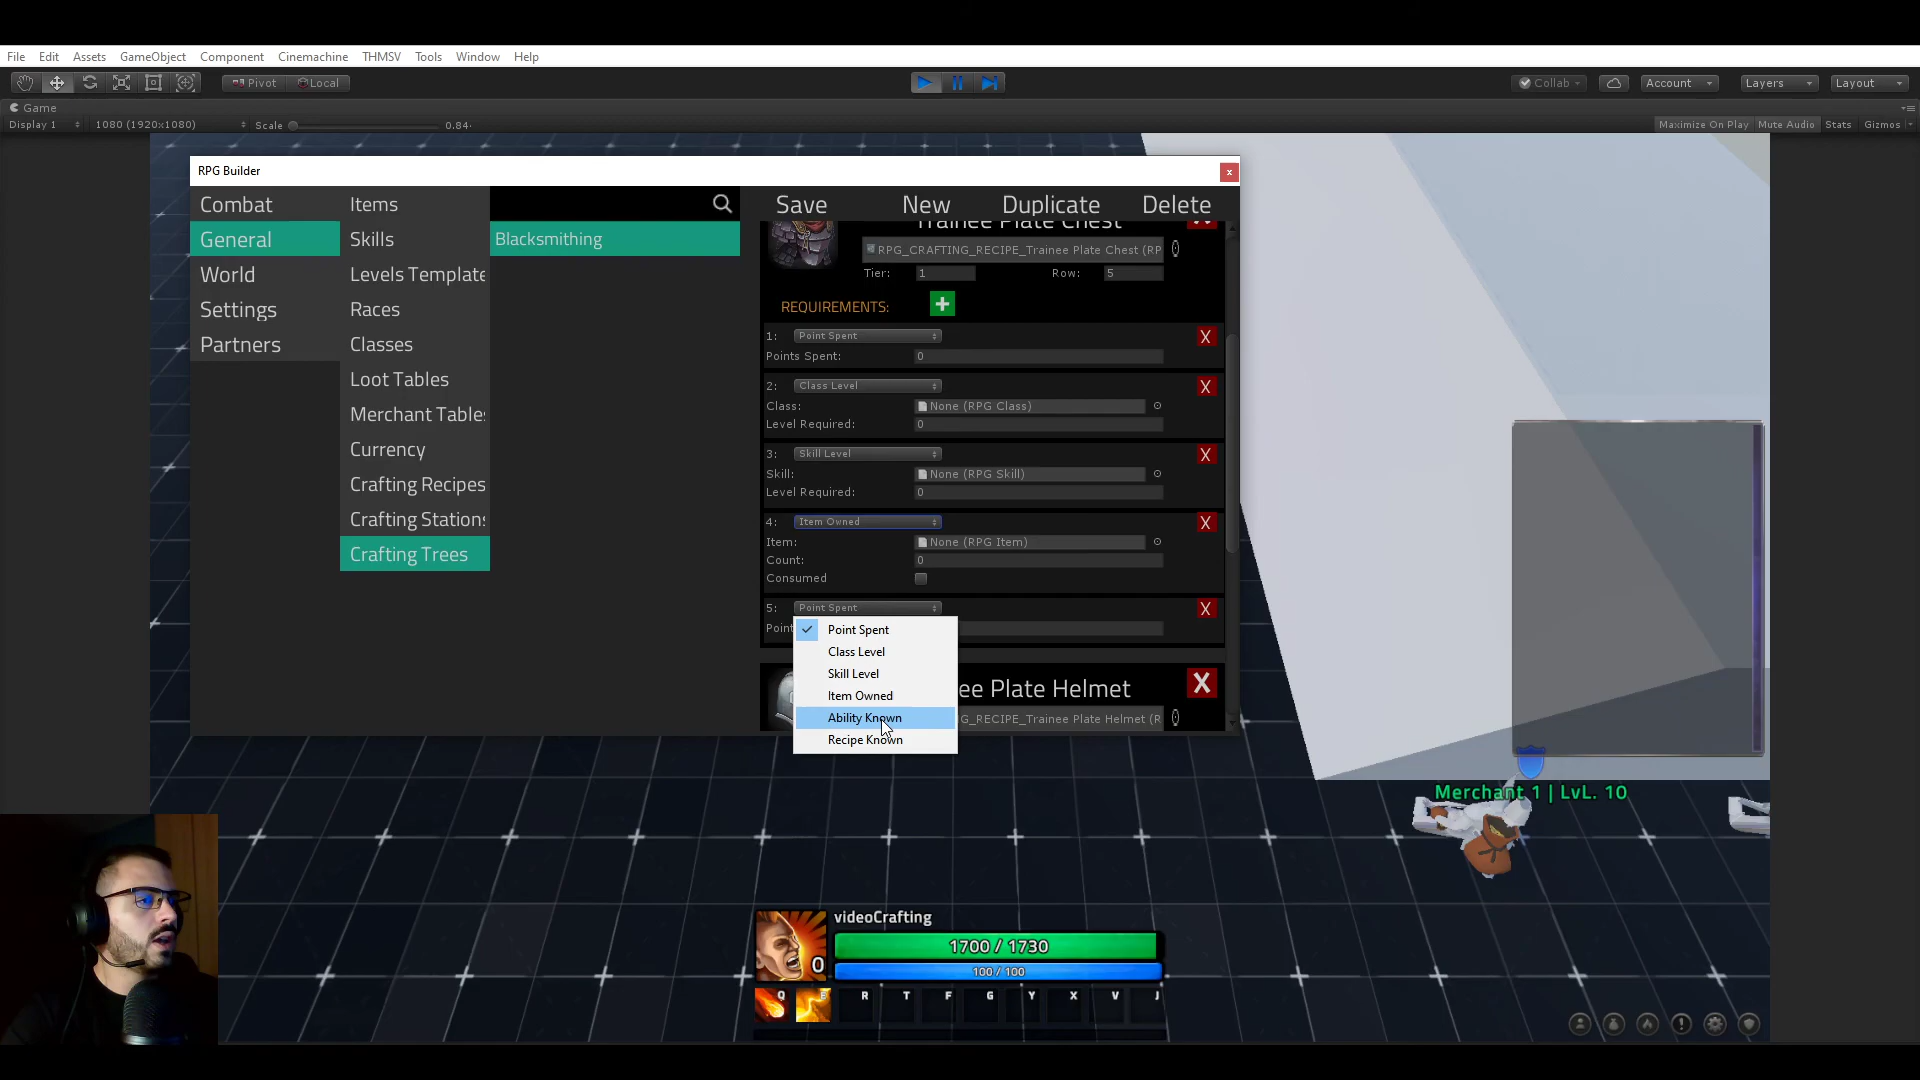 File Edit Assets GameObject Component Cinemachine THMSV Tools Window Help
Pivot Local Collab Account Layers Layout
Game
Display 1 1080 (1920x1080) Scale 0.84 Maximize On Play Mute Audio Stats Gizmos
RPG Builder
x
Combat
General
World
Settings
Partners
Items
Skills
Levels Template
Races
Classes
Loot Tables
Merchant Tables
Currency
Crafting Recipes
Crafting Stations
Crafting Trees
Blacksmithing
Save New Duplicate Delete
Trainee Plate Chest
RPG_CRAFTING_RECIPE_Trainee Plate Chest (RP
Tier: 1 Row: 5
REQUIREMENTS: +
1: Point Spent X
Points Spent: 0
2: Class Level X
Class: None (RPG Class)
Level Required: 0
3: Skill Level X
Skill: None (RPG Skill)
Level Required: 0
4: Item Owned X
Item: None (RPG Item)
Count: 0
Consumed
5: Point Spent X
Point
Point Spent
Class Level
Skill Level
Item Owned
Ability Known
Recipe Known
ee Plate Helmet X
G_RECIPE_Trainee Plate Helmet (R
Merchant 1 | LvL. 10
videoCrafting
1700 / 1730
0
100 / 100
Q E R T F G Y X V J